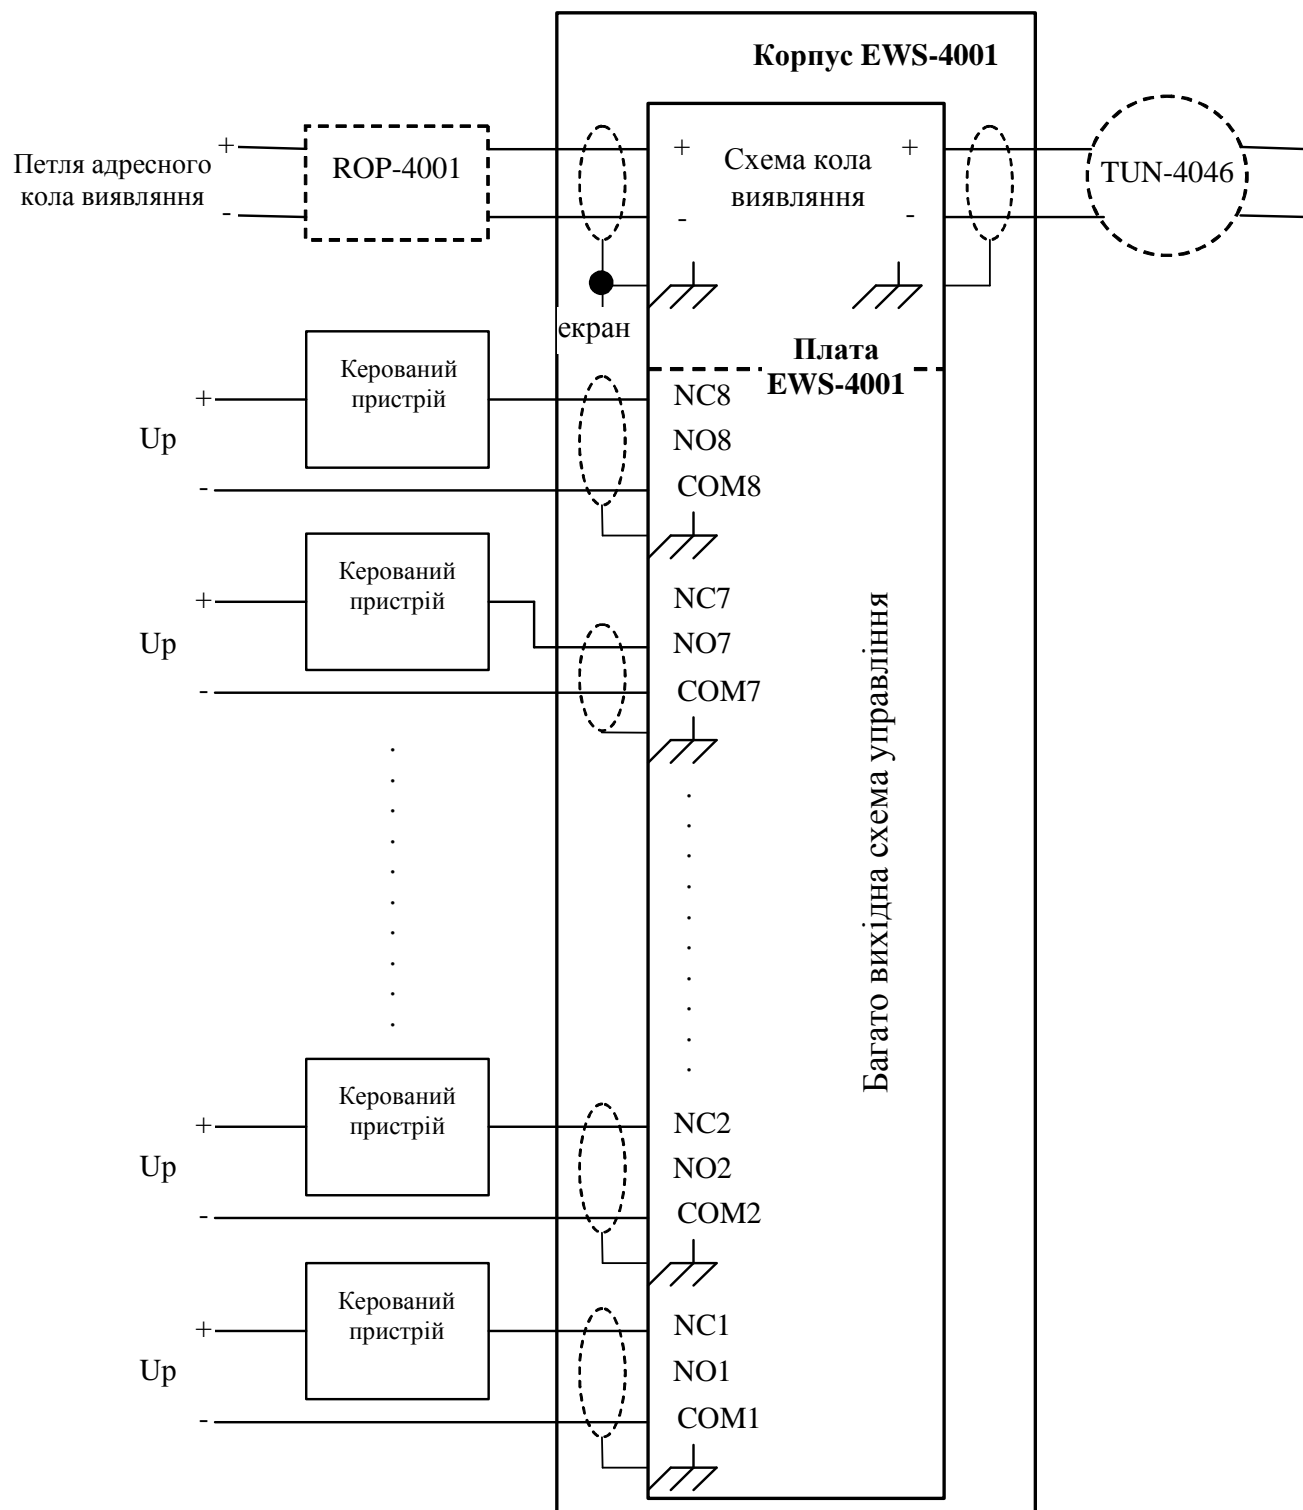 Корпус EWS-4001
Петля адресного
кола виявляння
+
-
ROP-4001
+
-
Схема кола
виявляння
+
-
TUN-4046
екран
Плата
EWS-4001
Керований
пристрій
+
Up
-
NC8
NO8
COM8
Керований
пристрій
+
Up
-
NC7
NO7
COM7
Багато вихідна схема управління
Керований
пристрій
+
Up
-
NC2
NO2
COM2
Керований
пристрій
+
Up
-
NC1
NO1
COM1